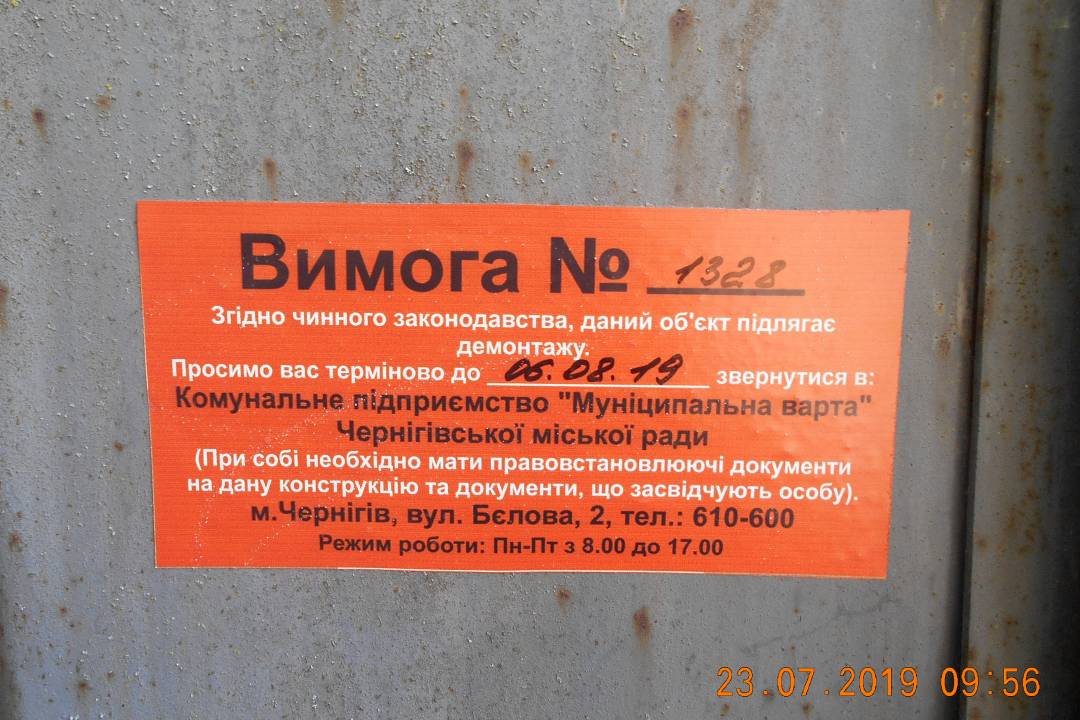 Вимога № 1328
Згідно чинного законодавства, даний об'єкт підлягає
демонтажу.
Просимо вас терміново до 06.08.19 звернутися в:
Комунальне підприємство "Муніципальна варта"
Чернігівської міської ради
(При собі необхідно мати правовстановлюючі документи
на дану конструкцію та документи, що засвідчують особу).
м.Чернігів, вул. Бєлова, 2, тел.: 610-600
Режим роботи: Пн-Пт з 8.00 до 17.00
23.07.2019 09:56